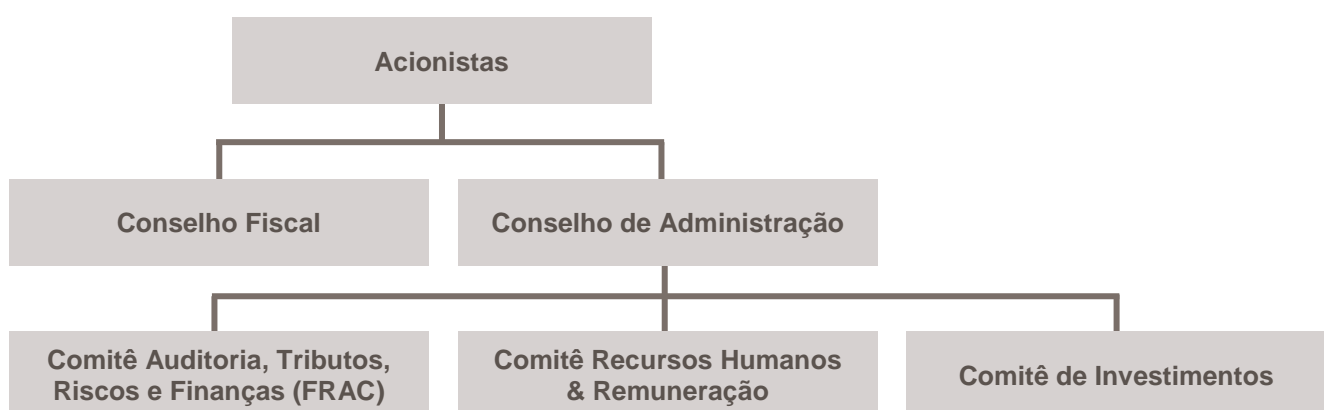 Acionistas
Conselho Fiscal
Conselho de Administração
Comitê Auditoria, Tributos,
Riscos e Finanças (FRAC)
Comitê Recursos Humanos
& Remuneração
Comitê de Investimentos